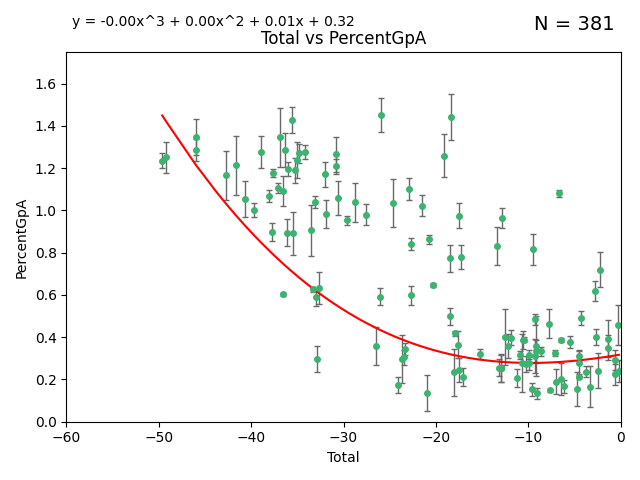 y = -0.00x^3 + 0.00x^2 + 0.01x + 0.32
N = 381
Total vs PercentGpA
1.6
1.4
1.2
1.0
0.8
0.6
0.4
0.2
0.0
PercentGpA
−60 −50 −40 −30 −20 −10 0
Total